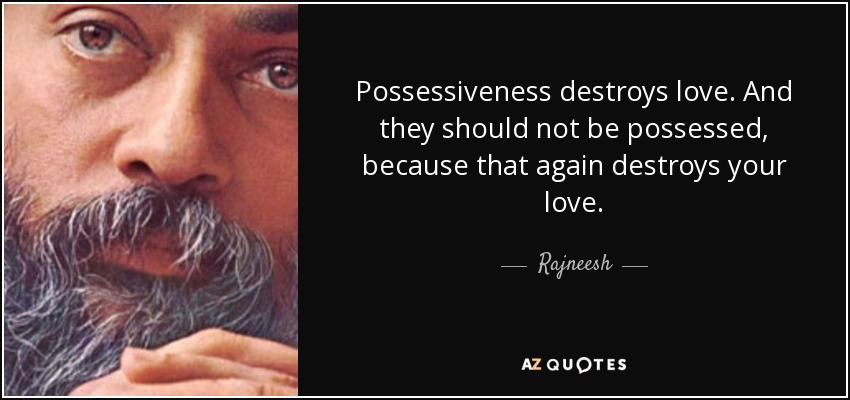 Possessiveness destroys love. And
they should not be possessed,
because that again destroys your
love.
Rajneesh
AZ QUOTES